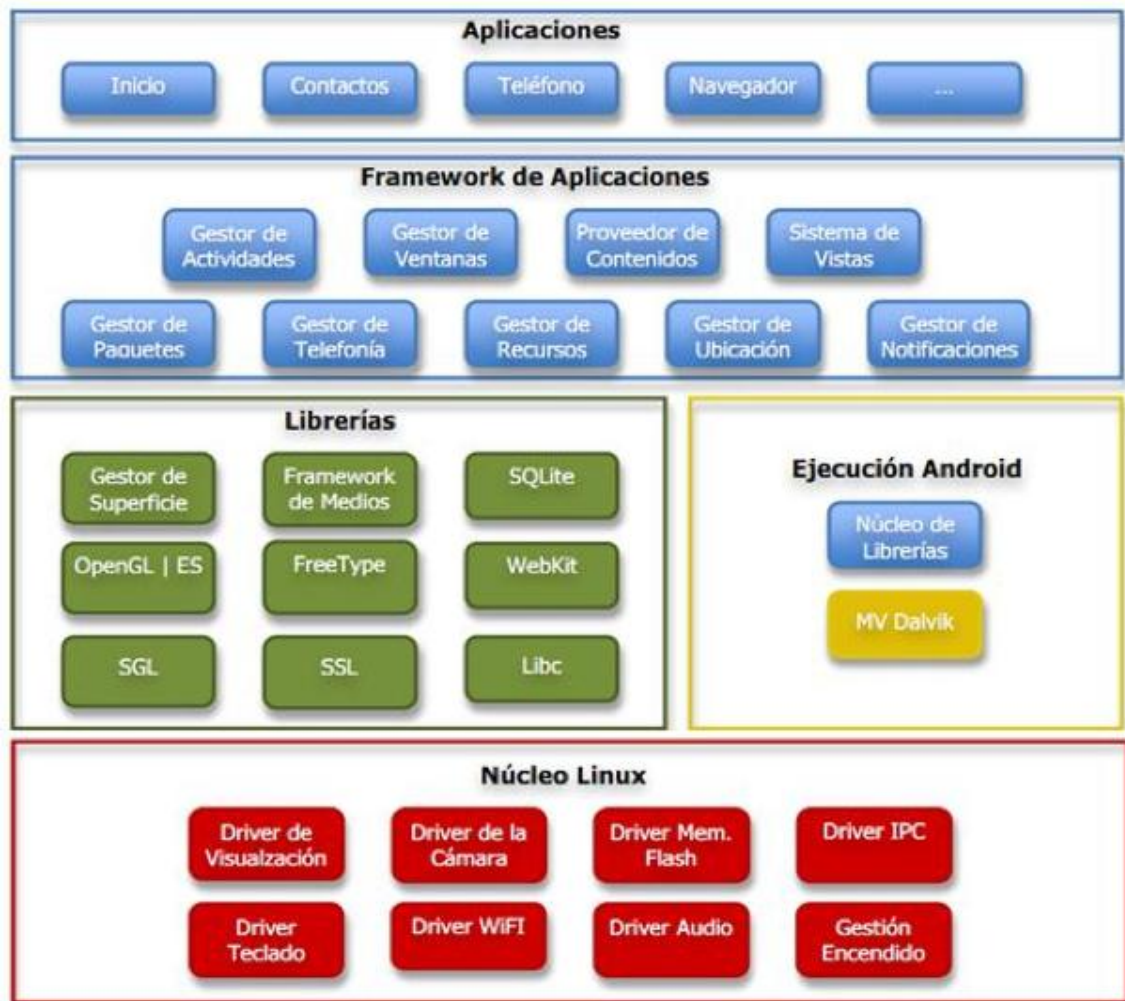 Aplicaciones
Inicio
Contactos
Teléfono
Navegador
...
Framework de Aplicaciones
Gestor de
Actividades
Gestor de
Ventanas
Proveedor de
Contenidos
Sistema de
Vistas
Gestor de
Paquetes
Gestor de
Telefonía
Gestor de
Recursos
Gestor de
Ubicación
Gestor de
Notificaciones
Librerías
Gestor de
Superficie
Framework
de Medios
SQLite
OpenGL | ES
FreeType
WebKit
SGL
SSL
Libc
Ejecución Android
Núcleo de
Librerías
MV Dalvik
Núcleo Linux
Driver de
Visualzación
Driver de la
Cámara
Driver Mem.
Flash
Driver IPC
Driver
Teclado
Driver WiFI
Driver Audio
Gestión
Encendido